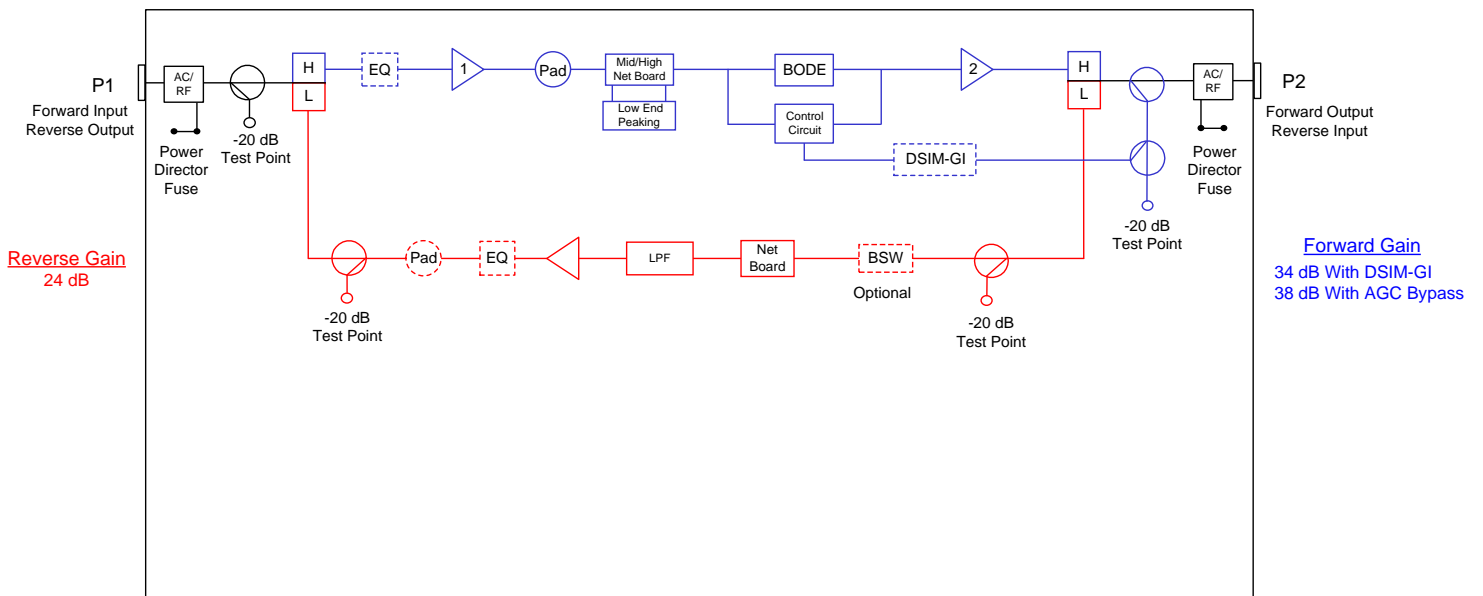 P1
Forward Input
Reverse Output
AC/
RF
Power
Director
Fuse
-20 dB
Test Point
H
L
EQ
1
Pad
Mid/High
Net Board
Low End
Peaking
BODE
Control
Circuit
DSIM-GI
2
H
L
-20 dB
Test Point
AC/
RF
Power
Director
Fuse
P2
Forward Output
Reverse Input
Reverse Gain
24 dB
-20 dB
Test Point
Pad
EQ
LPF
Net
Board
BSW
Optional
-20 dB
Test Point
Forward Gain
34 dB With DSIM-GI
38 dB With AGC Bypass